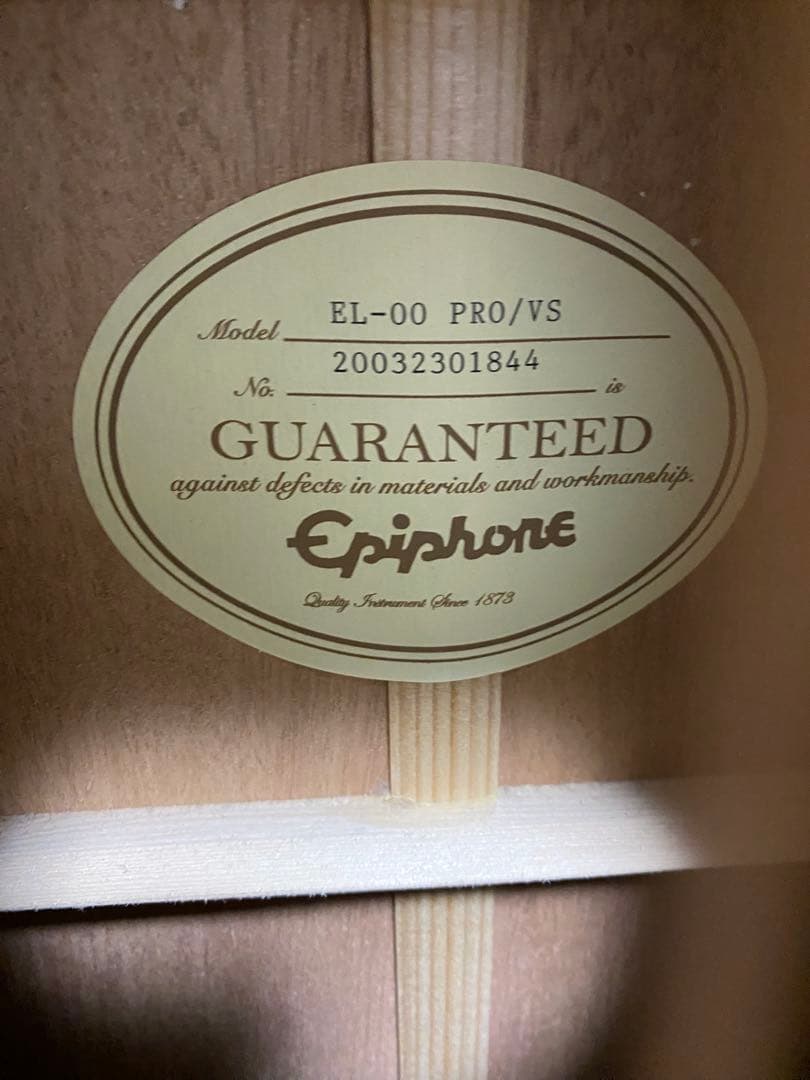 Model EL-00 PRO/VS
No. 20032301844 is
GUARANTEED
against defects in materials and workmanship.
Epiphone
Quality Instrument Since 1873